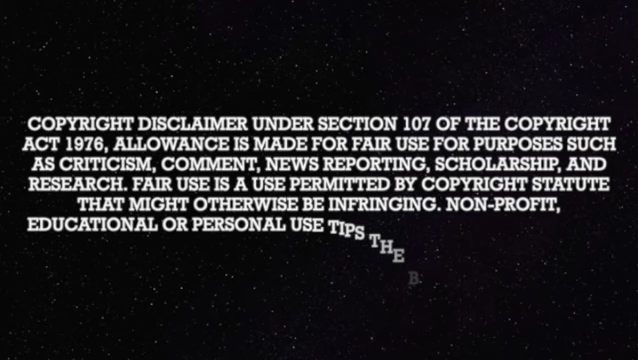 COPYRIGHT DISCLAIMER UNDER SECTION 107 OF THE COPYRIGHT
ACT 1976, ALLOWANCE IS MADE FOR FAIR USE FOR PURPOSES SUCH
AS CRITICISM, COMMENT, NEWS REPORTING, SCHOLARSHIP, AND
RESEARCH. FAIR USE IS A USE PERMITTED BY COPYRIGHT STATUTE
THAT MIGHT OTHERWISE BE INFRINGING. NON-PROFIT,
EDUCATIONAL OR PERSONAL USE TIPS THE